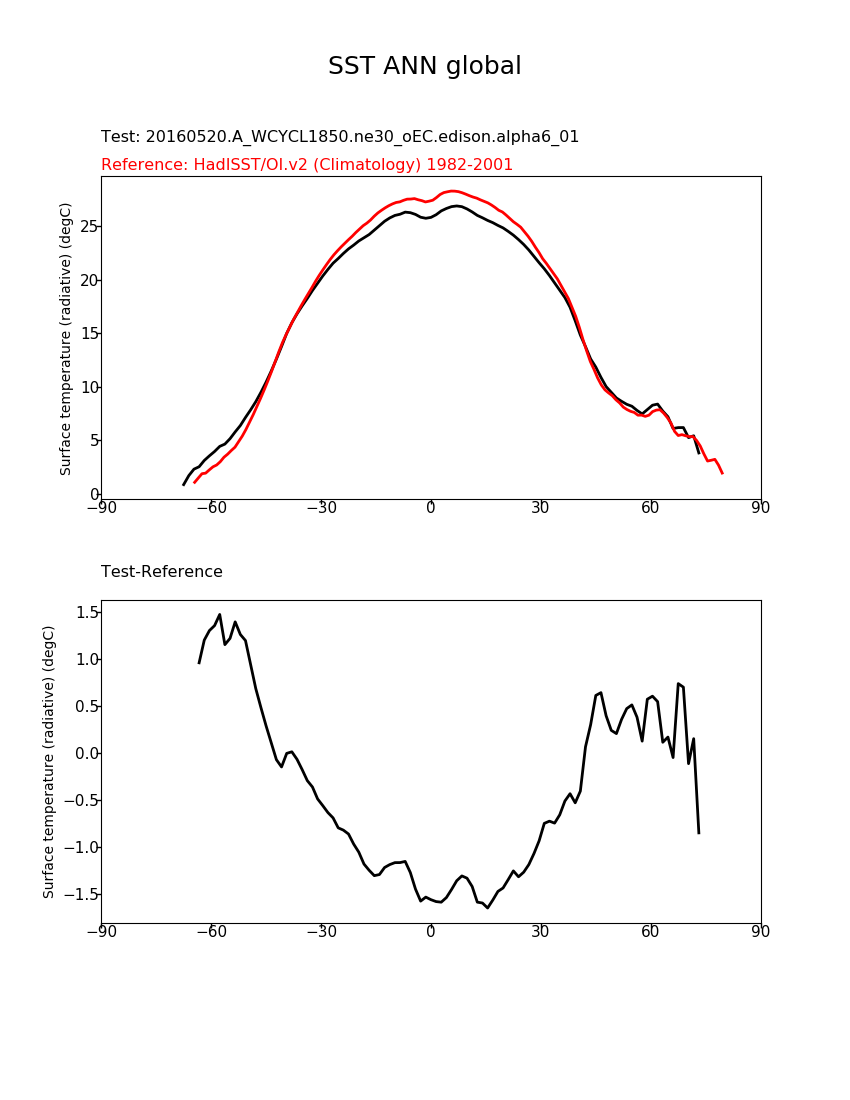 SST ANN global
Test: 20160520.A_WCYCL1850.ne30_oEC.edison.alpha6_01
Reference: HadISST/OI.v2 (Climatology) 1982-2001
Surface temperature (radiative) (degC)
25
20
15
10
5
0
−90 −60 −30 0 30 60 90
Test-Reference
Surface temperature (radiative) (degC)
1.5
1.0
0.5
0.0
−0.5
−1.0
−1.5
−90 −60 −30 0 30 60 90